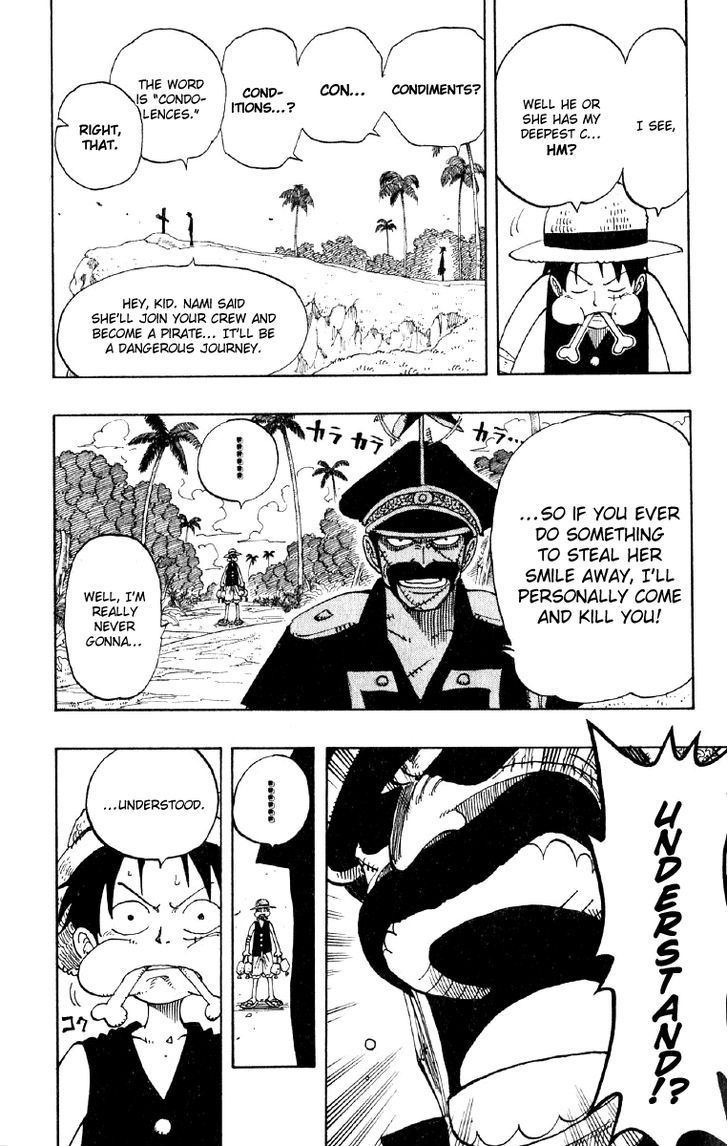 I SEE,
WELL HE OR
SHE HAS MY
DEEPEST C...
HM?
CONDIMENTS?
CON...
COND-
ITIONS...?
THE WORD
IS "CONDO-
LENCES."
RIGHT,
THAT.
HEY, KID. NAMI SAID
SHE'LL JOIN YOUR CREW AND
BECOME A PIRATE... IT'LL BE
A DANGEROUS JOURNEY.
...SO IF YOU EVER
DO SOMETHING
TO STEAL HER
SMILE AWAY, I'LL
PERSONALLY COME
AND KILL YOU!
カラ カラ カラ...
......
WELL, I'M
REALLY
NEVER
GONNA...
UNDERSTAND!?
.....
...UNDERSTOOD.
コク